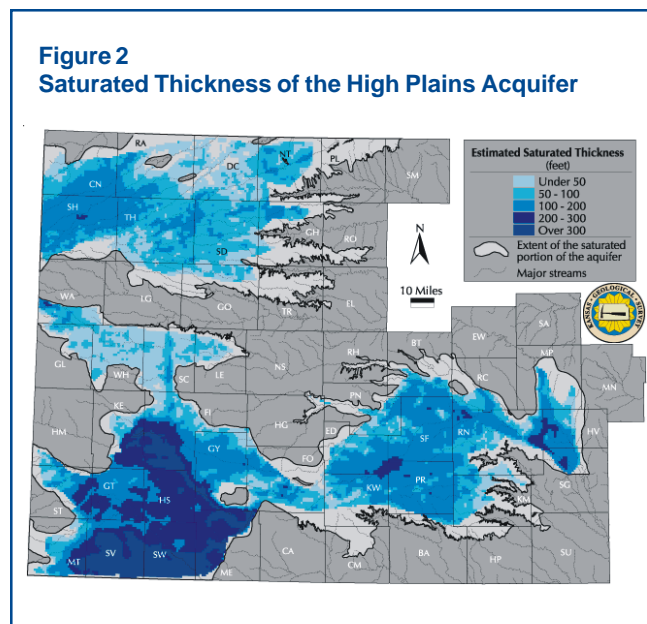 Figure 2
Saturated Thickness of the High Plains Acquifer
RA
DC
NT
PL
SM
CN
SH
TH
SD
GH
RO
N
10 Miles
Estimated Saturated Thickness
(feet)
Under 50
50 - 100
100 - 200
200 - 300
Over 300
Extent of the saturated
portion of the aquifer
Major streams
KANSAS GEOLOGICAL SURVEY
WA
LG
GO
TR
EL
GL
WH
SC
LE
NS
RH
BT
EW
SA
RC
MP
MN
PN
HM
KE
FI
HG
ED
SF
RN
HV
GY
FO
ST
GT
HS
KW
PR
KM
SG
MT
SV
SW
ME
CA
CM
BA
HP
SU